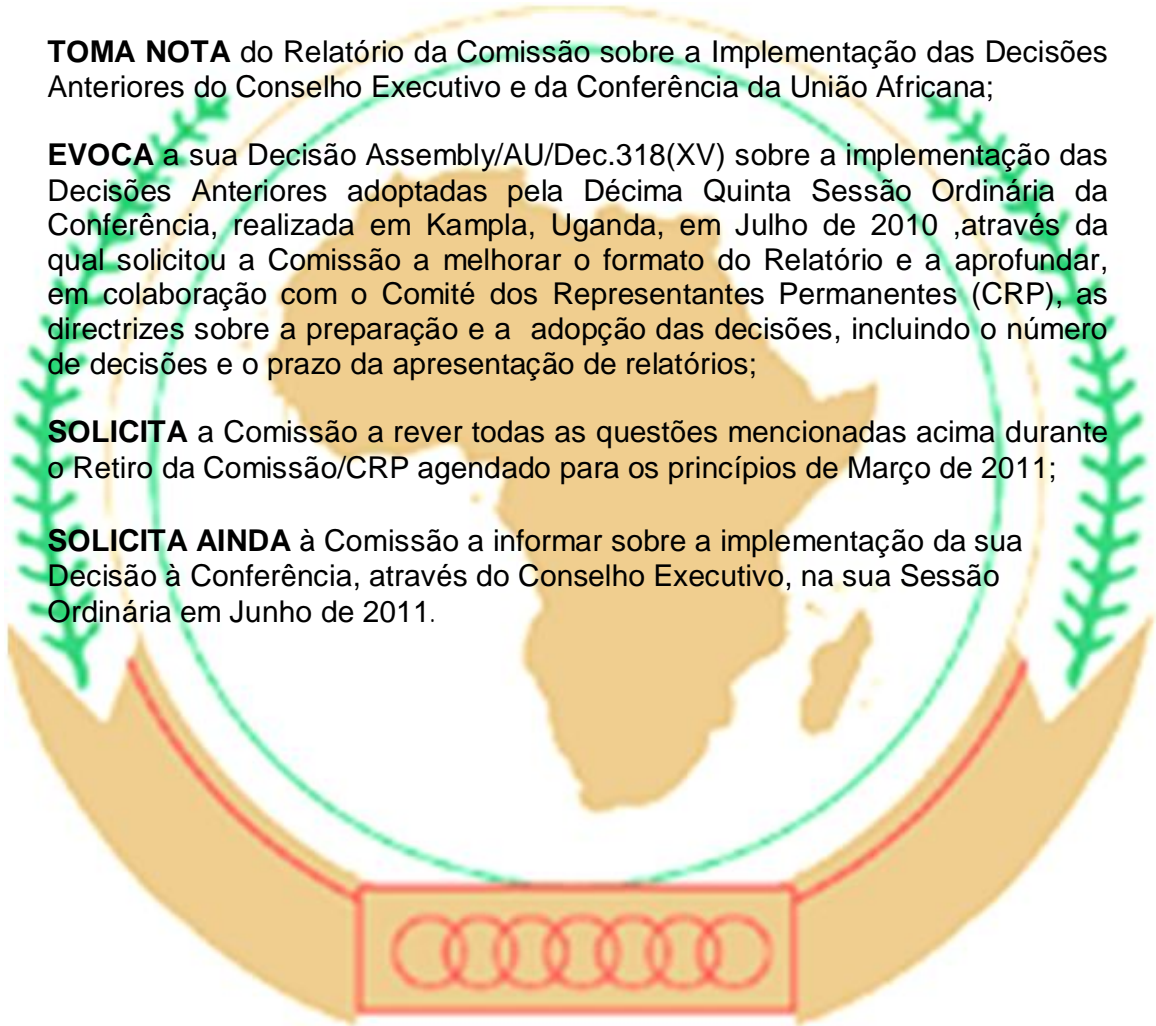 TOMA NOTA do Relatório da Comissão sobre a Implementação das Decisões
Anteriores do Conselho Executivo e da Conferência da União Africana;
EVOCA a sua Decisão Assembly/AU/Dec.318(XV) sobre a implementação das
Decisões Anteriores adoptadas pela Décima Quinta Sessão Ordinária da
Conferência, realizada em Kampla, Uganda, em Julho de 2010 ,através da
qual solicitou a Comissão a melhorar o formato do Relatório e a aprofundar,
em colaboração com o Comité dos Representantes Permanentes (CRP), as
directrizes sobre a preparação e a adopção das decisões, incluindo o número
de decisões e o prazo da apresentação de relatórios;
SOLICITA a Comissão a rever todas as questões mencionadas acima durante
o Retiro da Comissão/CRP agendado para os princípios de Março de 2011;
SOLICITA AINDA à Comissão a informar sobre a implementação da sua
Decisão à Conferência, através do Conselho Executivo, na sua Sessão
Ordinária em Junho de 2011.